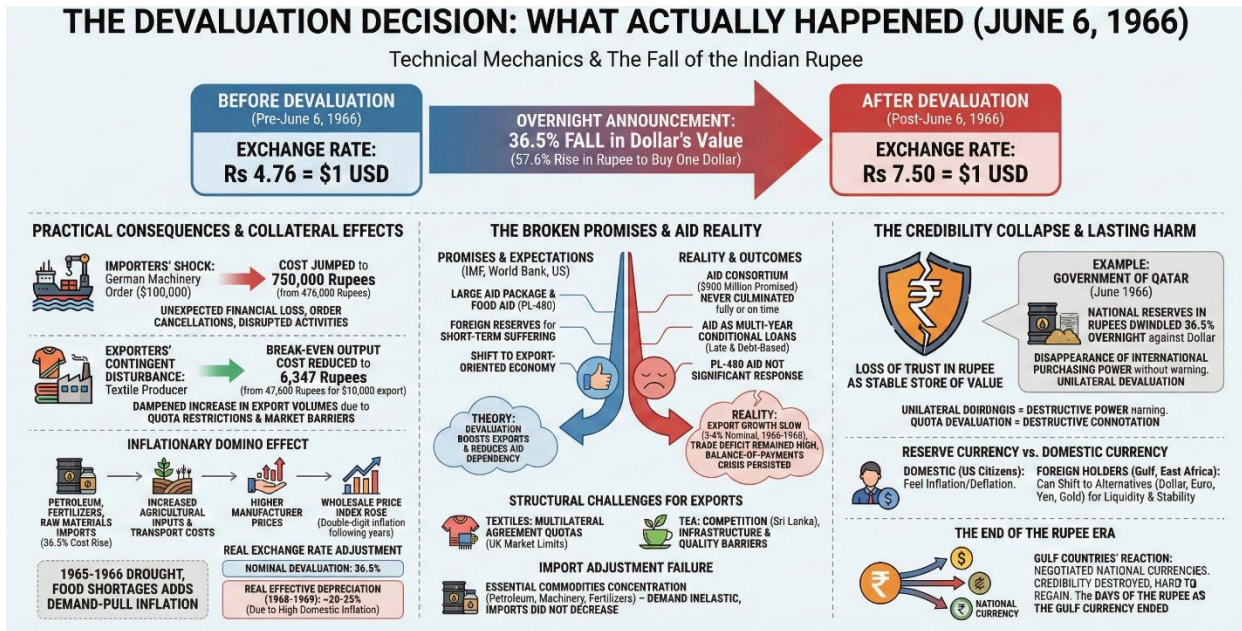 THE DEVALUATION DECISION: WHAT ACTUALLY HAPPENED (JUNE 6, 1966)
Technical Mechanics & The Fall of the Indian Rupee
BEFORE DEVALUATION
(Pre-June 6, 1966)
EXCHANGE RATE:
Rs 4.76 = $1 USD
OVERNIGHT ANNOUNCEMENT:
36.5% FALL in Dollar's Value
(57.6% Rise in Rupee to Buy One Dollar)
AFTER DEVALUATION
(Post-June 6, 1966)
EXCHANGE RATE:
Rs 7.50 = $1 USD
PRACTICAL CONSEQUENCES & COLLATERAL EFFECTS
IMPORTERS' SHOCK:
German Machinery
Order ($100,000)
COST JUMPED to
750,000 Rupees
(from 476,000 Rupees)
UNEXPECTED FINANCIAL LOSS, ORDER
CANCELLATIONS, DISRUPTED ACTIVITIES
EXPORTERS'
CONTINGENT
DISTURBANCE:
Textile Producer
BREAK-EVEN OUTPUT
COST REDUCED to
6,347 Rupees
(from 47,600 Rupees for $10,000 export)
DAMPENED INCREASE IN EXPORT VOLUMES due to
QUOTA RESTRICTIONS & MARKET BARRIERS
INFLATIONARY DOMINO EFFECT
PETROLEUM,
FERTILIZERS,
RAW MATERIALS
IMPORTS
(36.5% Cost Rise)
INCREASED
AGRICULTURAL
INPUTS &
TRANSPORT COSTS
HIGHER
MANUFACTURER
PRICES
WHOLESALE PRICE
INDEX ROSE
(Double-digit inflation
following years)
1965-1966 DROUGHT,
FOOD SHORTAGES ADDS
DEMAND-PULL INFLATION
REAL EXCHANGE RATE ADJUSTMENT
NOMINAL DEVALUATION: 36.5%
REAL EFFECTIVE DEPRECIATION
(1968-1969): ~20-25%
(Due to High Domestic Inflation)
THE BROKEN PROMISES & AID REALITY
PROMISES & EXPECTATIONS
(IMF, World Bank, US)
LARGE AID PACKAGE &
FOOD AID (PL-480)
FOREIGN RESERVES for
SHORT-TERM SUFFERING
SHIFT TO EXPORT-
ORIENTED ECONOMY
THEORY:
DEVALUATION
BOOSTS EXPORTS
& REDUCES AID
DEPENDENCY
REALITY & OUTCOMES
AID CONSORTIUM
($900 Million Promised)
NEVER CULMINATED
fully or on time
AID AS MULTI-YEAR
CONDITIONAL LOANS
(Late & Debt-Based)
PL-480 AID NOT
SIGNIFICANT RESPONSE
REALITY:
EXPORT GROWTH SLOW
(3-4% Nominal, 1966-1968),
TRADE DEFICIT REMAINED HIGH,
BALANCE-OF-PAYMENTS
CRISIS PERSISTED
STRUCTURAL CHALLENGES FOR EXPORTS
TEXTILES: MULTILATERAL
AGREEMENT QUOTAS
(UK Market Limits)
TEA: COMPETITION (Sri Lanka),
INFRASTRUCTURE &
QUALITY BARRIERS
IMPORT ADJUSTMENT FAILURE
ESSENTIAL COMMODITIES CONCENTRATION
(Petroleum, Machinery, Fertilizers) – DEMAND INELASTIC,
IMPORTS DID NOT DECREASE
THE CREDIBILITY COLLAPSE & LASTING HARM
₹
LOSS OF TRUST IN RUPEE
AS STABLE STORE OF VALUE
EXAMPLE:
GOVERNMENT OF QATAR
(June 1966)
NATIONAL RESERVES IN
RUPEES DWINDLED 36.5%
OVERNIGHT against Dollar
DISAPPEARANCE OF INTERNATIONAL
PURCHASING POWER without warning.
UNILATERAL DEVALUATION
UNILATERAL DOIRDNGIS = DESTRUCTIVE POWER warning.
QUOTA DEVALUATION = DESTRUCTIVE CONNOTATION
RESERVE CURRENCY vs. DOMESTIC CURRENCY
DOMESTIC (US Citizens):
Feel Inflation/Deflation.
FOREIGN HOLDERS (Gulf, East Africa):
Can Shift to Alternatives (Dollar, Euro,
Yen, Gold) for Liquidity & Stability
$
THE END OF THE RUPEE ERA
₹
$
₹
NATIONAL
CURRENCY
GULF COUNTRIES' REACTION:
NEGOTIATED NATIONAL CURRENCIES.
CREDIBILITY DESTROYED, HARD TO
REGAIN. The DAYS OF THE RUPEE AS
THE GULF CURRENCY ENDED